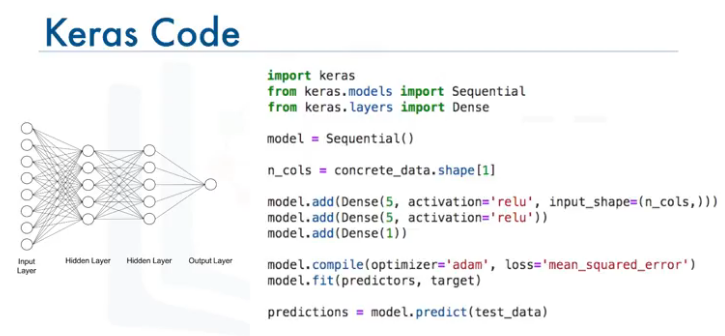 Keras Code
import keras
from keras.models import Sequential
from keras.layers import Dense
model = Sequential()
n_cols = concrete_data.shape[1]
model.add(Dense(5, activation='relu', input_shape=(n_cols,)))
model.add(Dense(5, activation='relu'))
model.add(Dense(1))
model.compile(optimizer='adam', loss='mean_squared_error')
model.fit(predictors, target)
predictions = model.predict(test_data)
Input
Layer
Hidden Layer
Hidden Layer
Output Layer